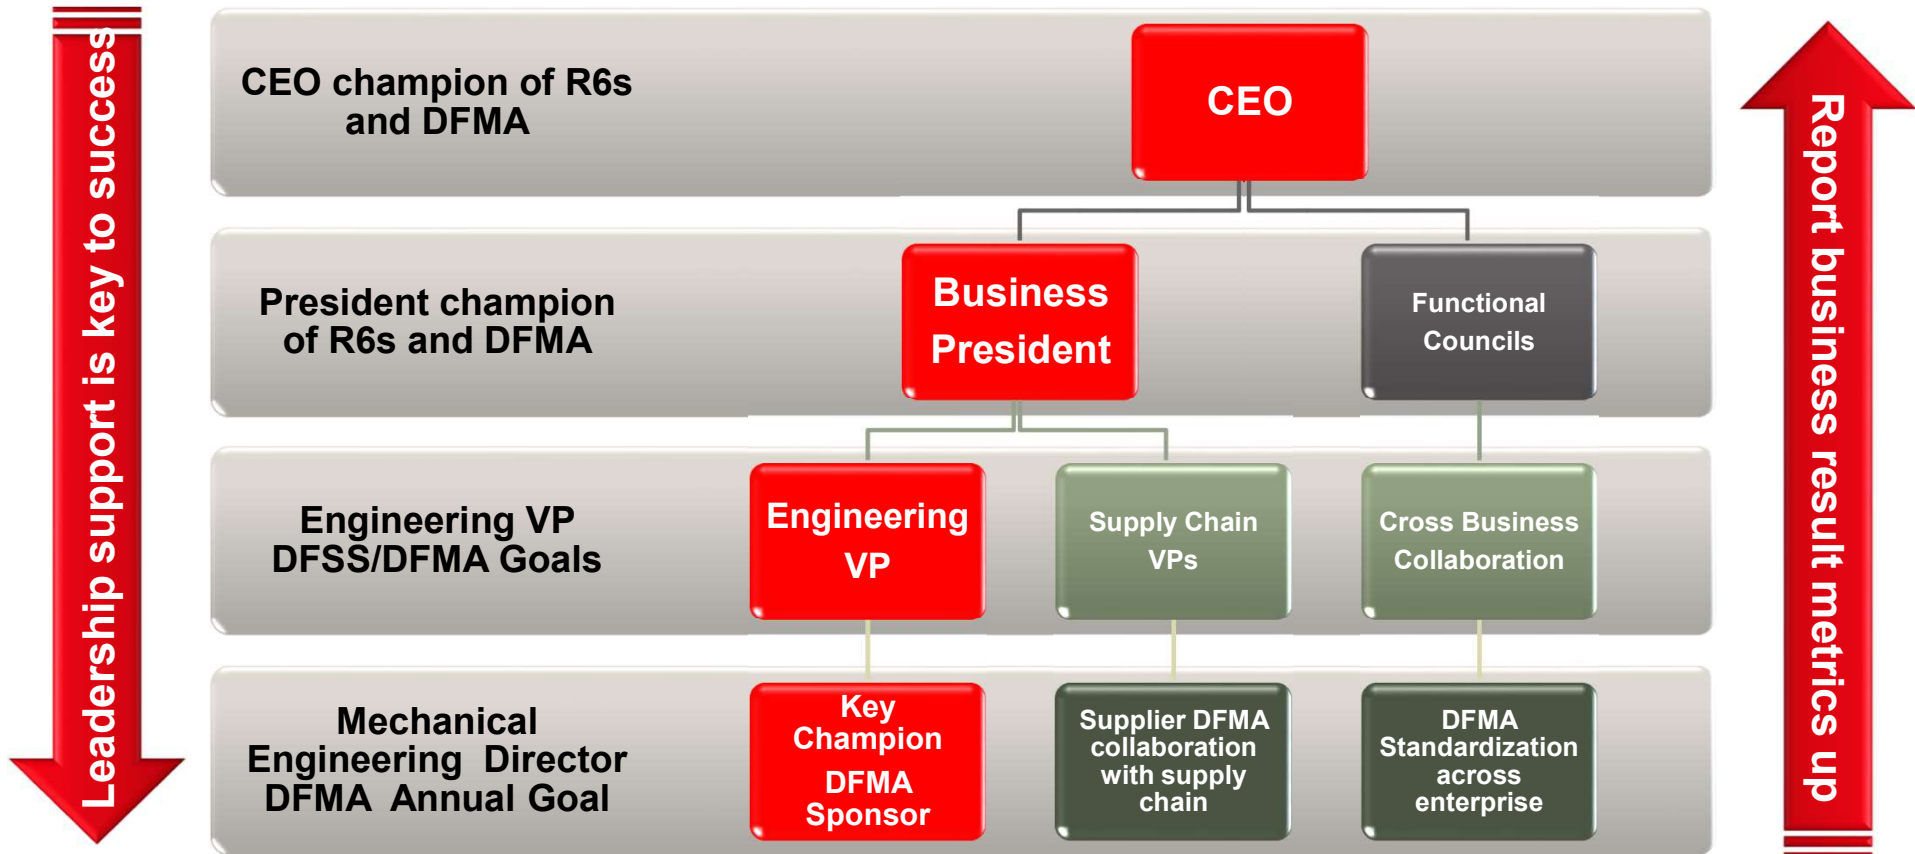 Leadership support is key to success
CEO champion of R6s
and DFMA
CEO
Report business result metrics up
President champion
of R6s and DFMA
Business
President
Functional
Councils
Engineering VP
DFSS/DFMA Goals
Engineering
VP
Supply Chain
VPs
Cross Business
Collaboration
Mechanical
Engineering Director
DFMA Annual Goal
Key
Champion
DFMA
Sponsor
Supplier DFMA
collaboration
with supply
chain
DFMA
Standardization
across
enterprise